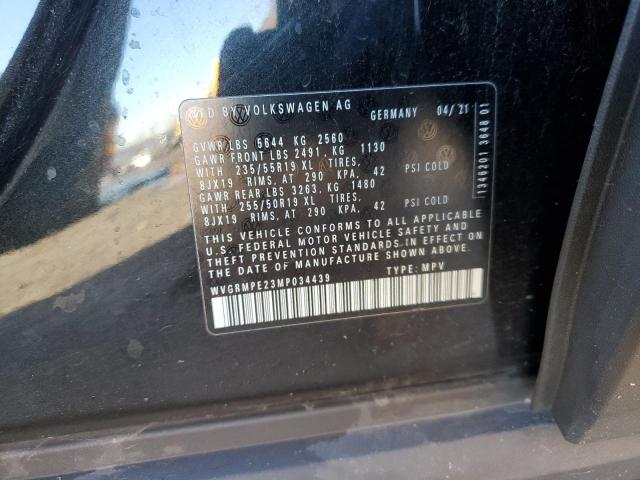 D BY VOLKSWAGEN AG GERMANY 04/21
GVWR LBS 5644 KG 2560
GAWR FRONT LBS 2491, KG 1130
WITH 235/55R19 XL TIRES,
8JX19 RIMS, AT 290 KPA, 42 PSI COLD
GAWR REAR LBS 3263, KG 1480
WITH 255/50R19 XL TIRES,
8JX19 RIMS, AT 290 KPA, 42 PSI COLD
THIS VEHICLE CONFORMS TO ALL APPLICABLE
U.S. FEDERAL MOTOR VEHICLE SAFETY AND
THEFT PREVENTION STANDARDS IN EFFECT ON
THE DATE OF MANUFACTURE SHOWN ABOVE.
WVGRMPE23MP034439 TYPE: MPV
1346201 3648 01